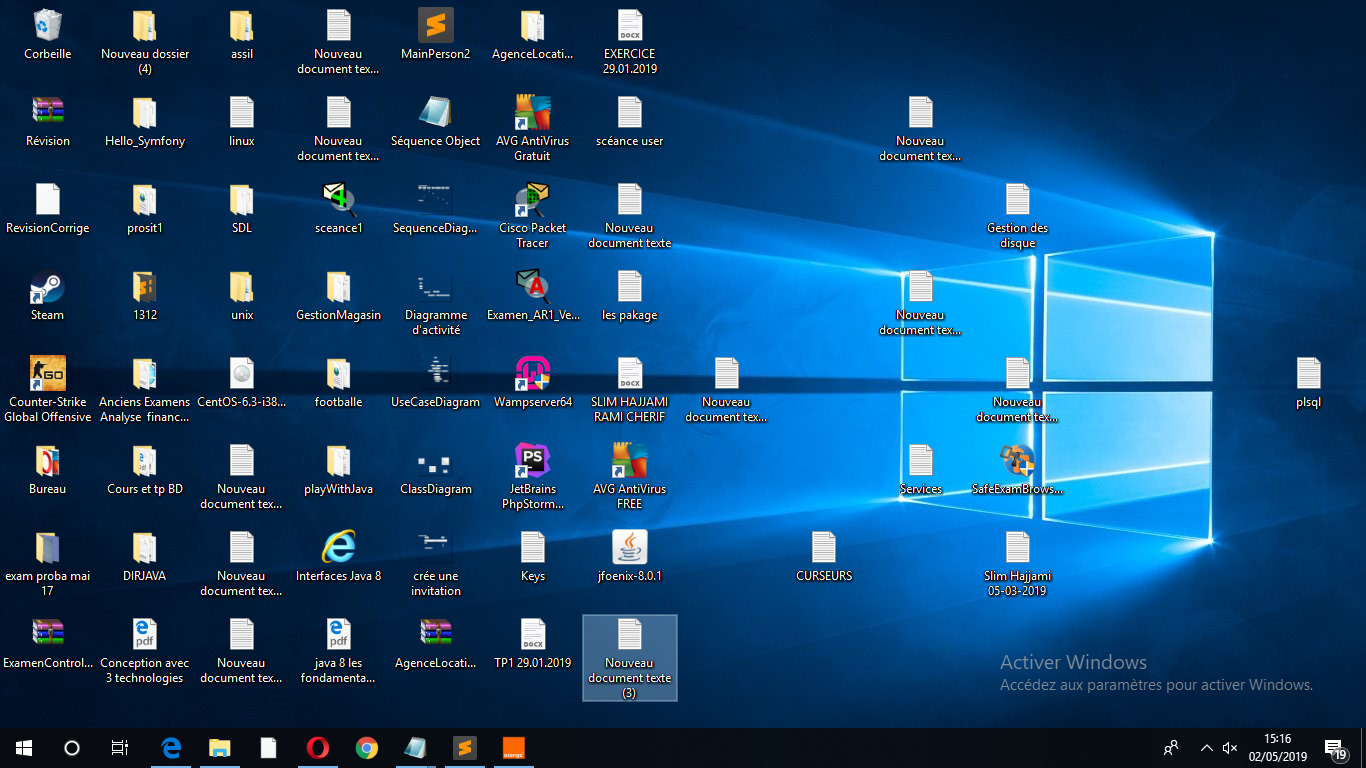 Corbeille
Nouveau dossier
(4)
assil
Nouveau
document tex...
MainPerson2
AgenceLocati...
EXERCICE
29.01.2019
Révision
Hello_Symfony
linux
Nouveau
document tex...
Séquence Object
AVG AntiVirus
Gratuit
scéance user
Nouveau
document tex...
RevisionCorrige
prosit1
SDL
sceance1
SequenceDiag...
Cisco Packet
Tracer
Nouveau
document texte
Gestion des
disque
Steam
1312
unix
GestionMagasin
Diagramme
d'activité
Examen_AR1_Ve...
les pakage
Nouveau
document tex...
Counter-Strike
Global Offensive
Anciens Examens
Analyse financ...
CentOS-6.3-i38...
footballe
UseCaseDiagram
Wampserver64
SLIM HAJJAMI
RAMI CHERIF
Nouveau
document tex...
Nouveau
document tex...
plsql
Bureau
Cours et tp BD
Nouveau
document tex...
playWithJava
ClassDiagram
JetBrains
PhpStorm...
AVG AntiVirus
FREE
Services
SafeExamBrows...
exam proba mai
17
DIRJAVA
Nouveau
document tex...
Interfaces Java 8
crée une
invitation
Keys
jfoenix-8.0.1
CURSEURS
Slim Hajjami
05-03-2019
ExamenControl...
Conception avec
3 technologies
Nouveau
document tex...
java 8 les
fondamenta...
AgenceLocati...
TP1 29.01.2019
Nouveau
document texte
(3)
Activer Windows
Accédez aux paramètres pour activer Windows.
15:16
02/05/2019
19